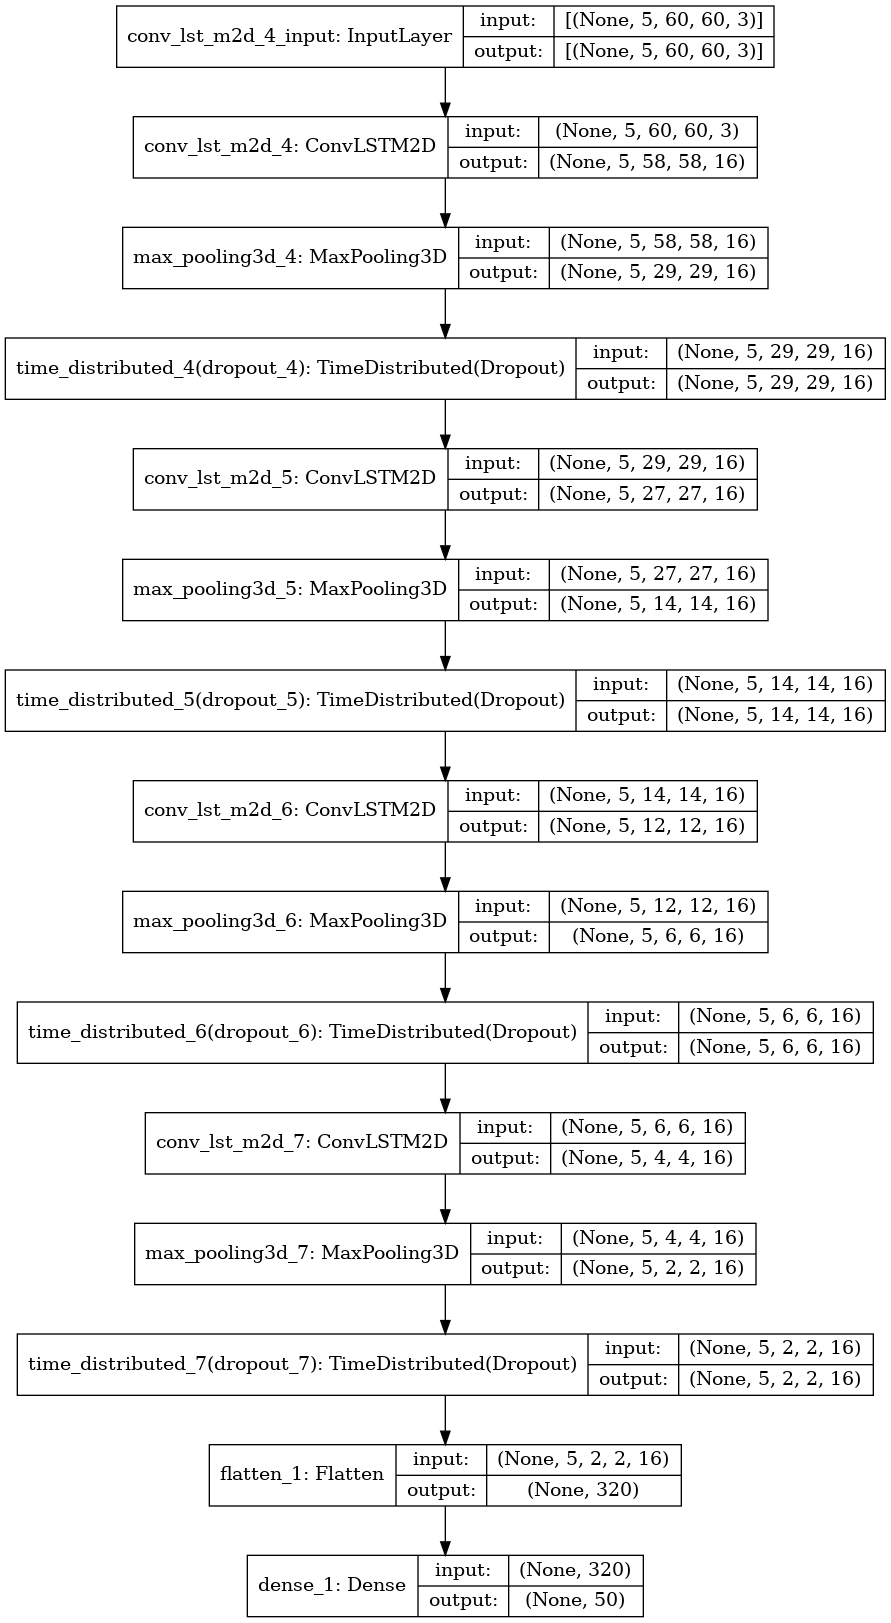 conv_lst_m2d_4_input: InputLayer
input: [(None, 5, 60, 60, 3)]
output: [(None, 5, 60, 60, 3)]
conv_lst_m2d_4: ConvLSTM2D
input: (None, 5, 60, 60, 3)
output: (None, 5, 58, 58, 16)
max_pooling3d_4: MaxPooling3D
input: (None, 5, 58, 58, 16)
output: (None, 5, 29, 29, 16)
time_distributed_4(dropout_4): TimeDistributed(Dropout)
input: (None, 5, 29, 29, 16)
output: (None, 5, 29, 29, 16)
conv_lst_m2d_5: ConvLSTM2D
input: (None, 5, 29, 29, 16)
output: (None, 5, 27, 27, 16)
max_pooling3d_5: MaxPooling3D
input: (None, 5, 27, 27, 16)
output: (None, 5, 14, 14, 16)
time_distributed_5(dropout_5): TimeDistributed(Dropout)
input: (None, 5, 14, 14, 16)
output: (None, 5, 14, 14, 16)
conv_lst_m2d_6: ConvLSTM2D
input: (None, 5, 14, 14, 16)
output: (None, 5, 12, 12, 16)
max_pooling3d_6: MaxPooling3D
input: (None, 5, 12, 12, 16)
output: (None, 5, 6, 6, 16)
time_distributed_6(dropout_6): TimeDistributed(Dropout)
input: (None, 5, 6, 6, 16)
output: (None, 5, 6, 6, 16)
conv_lst_m2d_7: ConvLSTM2D
input: (None, 5, 6, 6, 16)
output: (None, 5, 4, 4, 16)
max_pooling3d_7: MaxPooling3D
input: (None, 5, 4, 4, 16)
output: (None, 5, 2, 2, 16)
time_distributed_7(dropout_7): TimeDistributed(Dropout)
input: (None, 5, 2, 2, 16)
output: (None, 5, 2, 2, 16)
flatten_1: Flatten
input: (None, 5, 2, 2, 16)
output: (None, 320)
dense_1: Dense
input: (None, 320)
output: (None, 50)